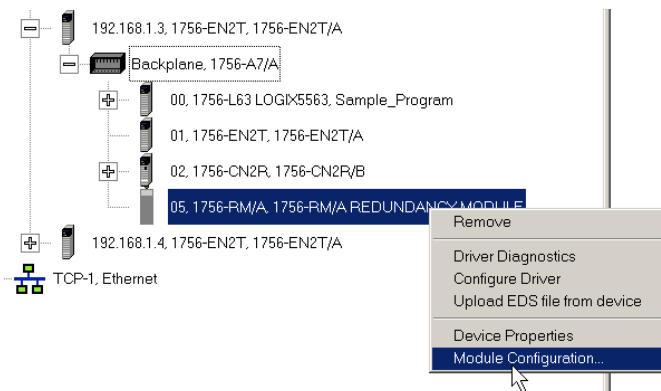 192.168.1.3, 1756-EN2T, 1756-EN2T/A
Backplane, 1756-A7/A
00, 1756-L63 LOGIX5563, Sample_Program
01, 1756-EN2T, 1756-EN2T/A
02, 1756-CN2R, 1756-CN2R/B
05, 1756-RM/A, 1756-RM/A REDUNDANCY MODULE
192.168.1.4, 1756-EN2T, 1756-EN2T/A
TCP-1, Ethernet
Remove
Driver Diagnostics
Configure Driver
Upload EDS file from device
Device Properties
Module Configuration...